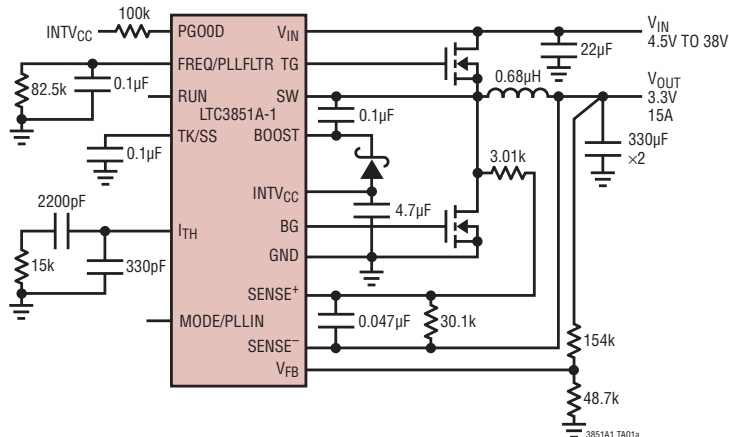 100k
INTVCC
PGOOD
VIN
VIN
4.5V TO 38V
22µF
FREQ/PLLFLTR
TG
82.5k
0.1µF
0.68µH
VOUT
3.3V
15A
RUN
SW
LTC3851A-1
0.1µF
TK/SS
BOOST
0.1µF
330µF
×2
3.01k
INTVCC
2200pF
4.7µF
ITH
BG
15k
330pF
GND
SENSE+
MODE/PLLIN
0.047µF
30.1k
SENSE–
154k
VFB
48.7k
3851A1 TA01a